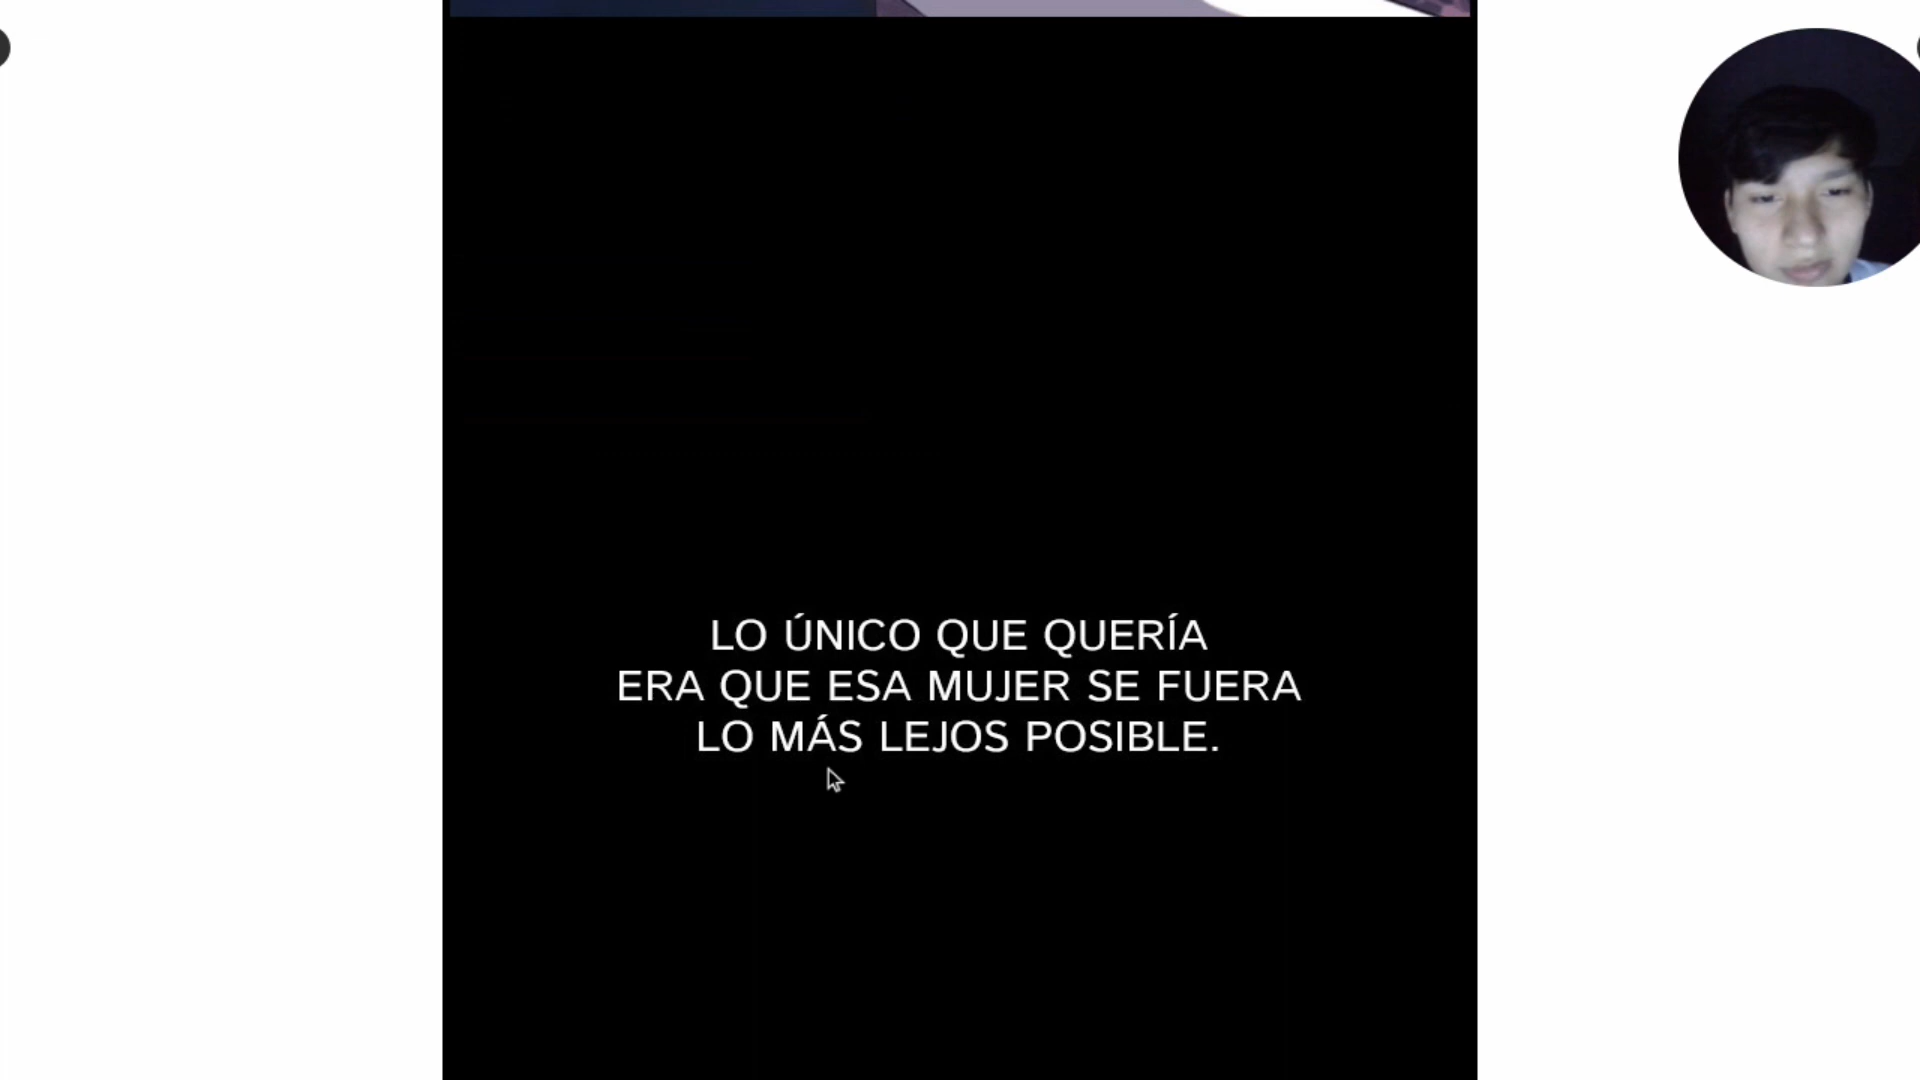 LO ÚNICO QUE QUERÍA
ERA QUE ESA MUJER SE FUERA
LO MÁS LEJOS POSIBLE.